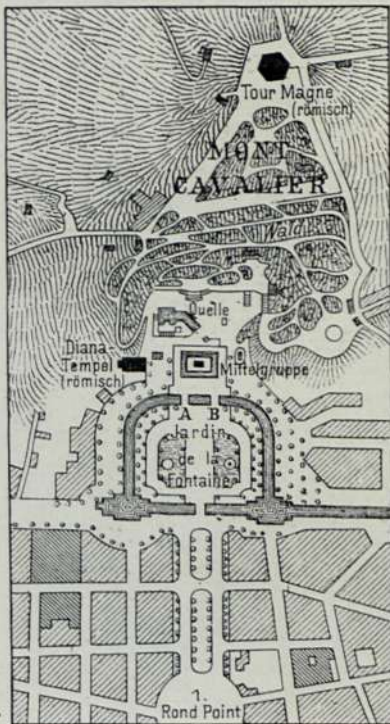 Tour Magne
(römisch)
MONT
CAVALIER
Wald
Quelle
Diana-
Tempel
(römisch)
Mittelgruppe
A B
Jardin
de la
Fontaine
1.
Rond Point